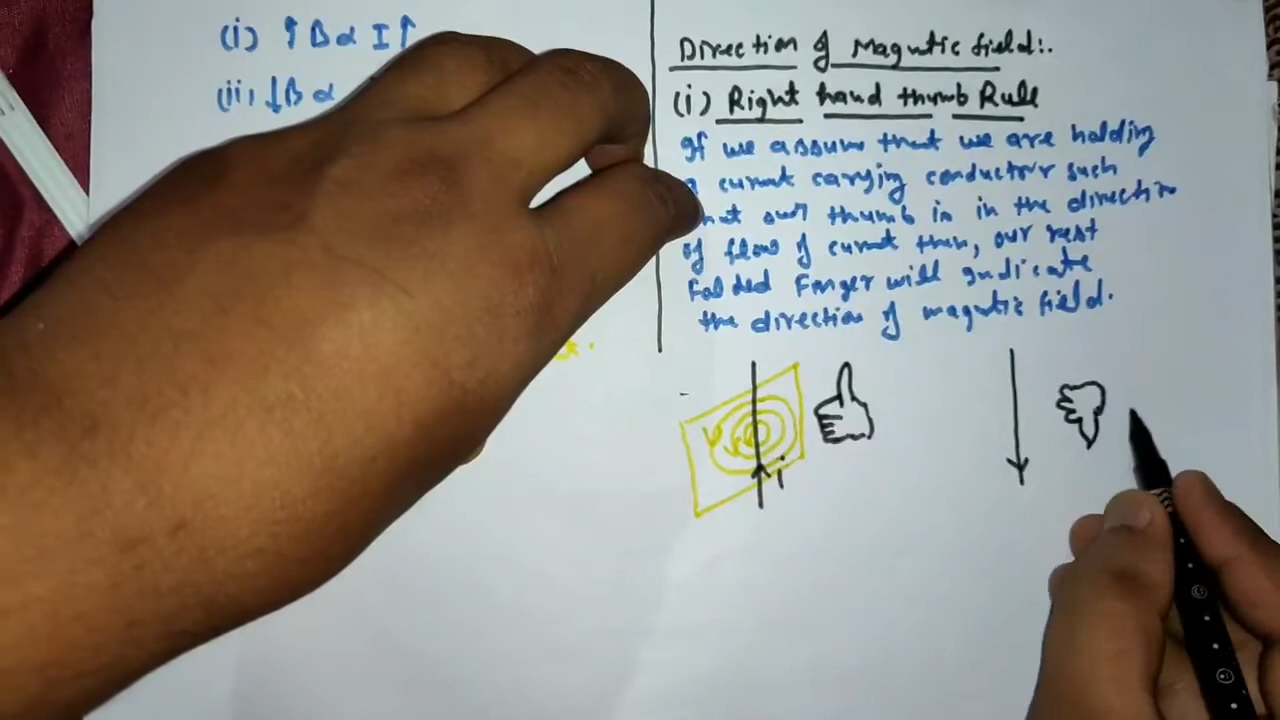 (i) ↑B α I↑
(ii) ↓B α
Direction of Magnetic field:.
(i) Right hand thumb Rule
If we assume that we are holding
a current carrying conductor such
that our thumb is in the direction
of flow of current then, our rest
Folded Finger will indicate
the direction of magnetic field.
i